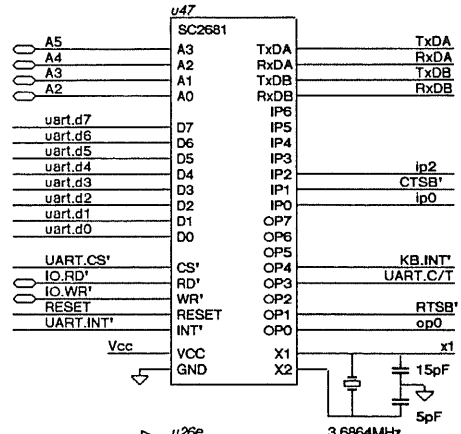 u47
SC2681
A5 A3 TxDA TxDA
A4 A2 RxDA RxDA
A3 A1 TxDB TxDB
A2 A0 RxDB RxDB
IP6
uart.d7 D7 IP5
uart.d6 D6 IP4
uart.d5 D5 IP3
uart.d4 D4 IP2 ip2
uart.d3 D3 IP1 CTSB'
uart.d2 D2 IP0 ip0
uart.d1 D1 OP7
uart.d0 D0 OP6
OP5
UART.CS' CS' OP4 KB.INT'
IO.RD' RD' OP3 UART.C/T
IO.WR' WR' OP2
RESET RESET OP1 RTSB'
UART.INT' INT' OP0 op0
Vcc VCC X1 x1
GND X2 15pF
5pF
u26e 3.6864MHz